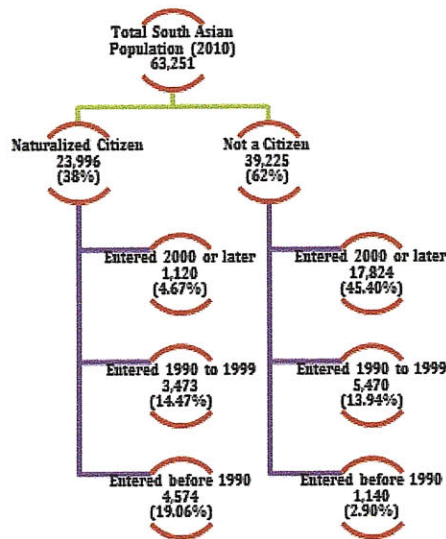 Total South Asian
Population (2010)
63,251
Naturalized Citizen
23,996
(38%)
Not a Citizen
39,225
(62%)
Entered 2000 or later
1,120
(4.67%)
Entered 2000 or later
17,824
(45.40%)
Entered 1990 to 1999
3,473
(14.47%)
Entered 1990 to 1999
5,470
(13.94%)
Entered before 1990
4,574
(19.06%)
Entered before 1990
1,140
(2.90%)